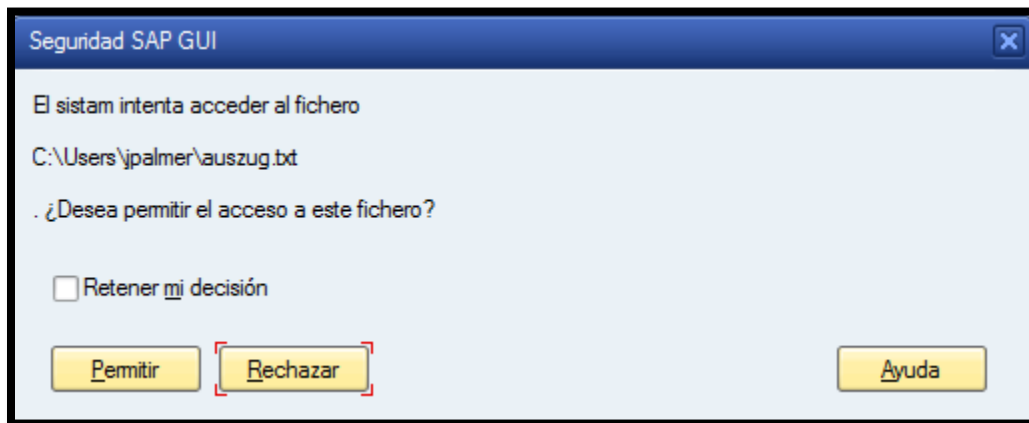 Seguridad SAP GUI
El sistam intenta acceder al fichero
C:\Users\jpalmer\auszug.txt
. ¿Desea permitir el acceso a este fichero?
Retener mi decisión
Permitir Rechazar Ayuda